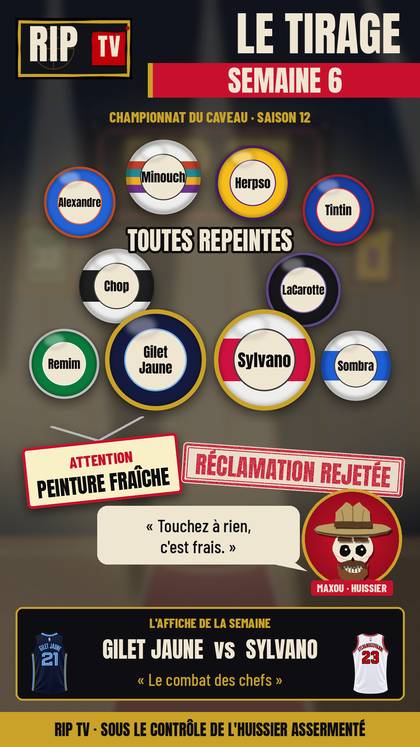 RIP TV
LE TIRAGE
SEMAINE 6
CHAMPIONNAT DU CAVEAU · SAISON 12
Minouch
Herpso
Alexandre
Tintin
TOUTES REPEINTES
Chop
LaCarotte
Remim
Gilet
Jaune
Sylvano
Sombra
ATTENTION
PEINTURE FRAÎCHE
RÉCLAMATION REJETÉE
« Touchez à rien,
c'est frais. »
MAXOU · HUISSIER
L'AFFICHE DE LA SEMAINE
GILET JAUNE vs SYLVANO
« Le combat des chefs »
GILET JAUNE
21
23
RIP TV · SOUS LE CONTRÔLE DE L'HUISSIER ASSERMENTÉ